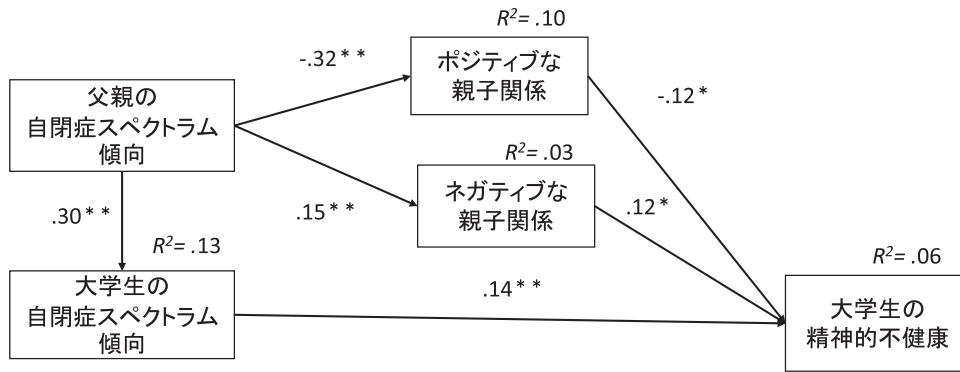 R²= .10
-.32**
ポジティブな
親子関係
-.12*
父親の
自閉症スペクトラム
傾向
R²= .03
ネガティブな
親子関係
.15**
.12*
.30**
R²= .13
R²= .06
大学生の
自閉症スペクトラム
傾向
.14**
大学生の
精神的不健康